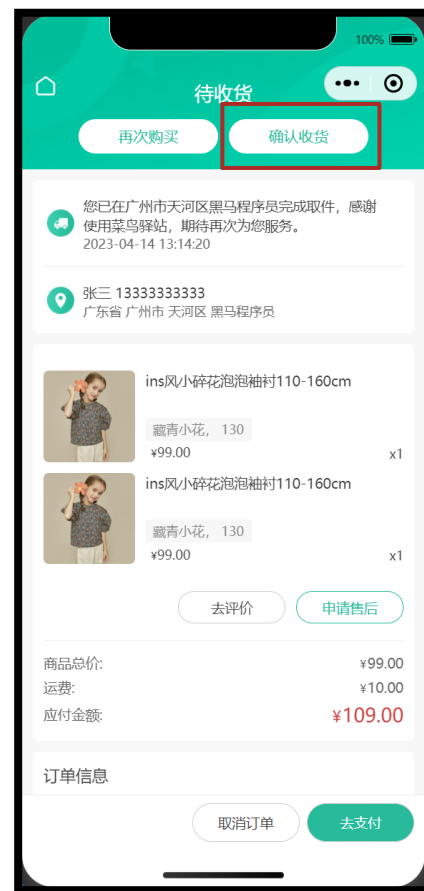 100%
待收货
再次购买
确认收货
您已在广州市天河区黑马程序员完成取件，感谢
使用菜鸟驿站，期待再次为您服务。
2023-04-14 13:14:20
张三 13333333333
广东省 广州市 天河区 黑马程序员
ins风小碎花泡泡袖衬110-160cm
藏青小花， 130
¥99.00
x1
ins风小碎花泡泡袖衬110-160cm
藏青小花， 130
¥99.00
x1
去评价
申请售后
商品总价:
¥99.00
运费:
¥10.00
应付金额:
¥109.00
订单信息
取消订单
去支付